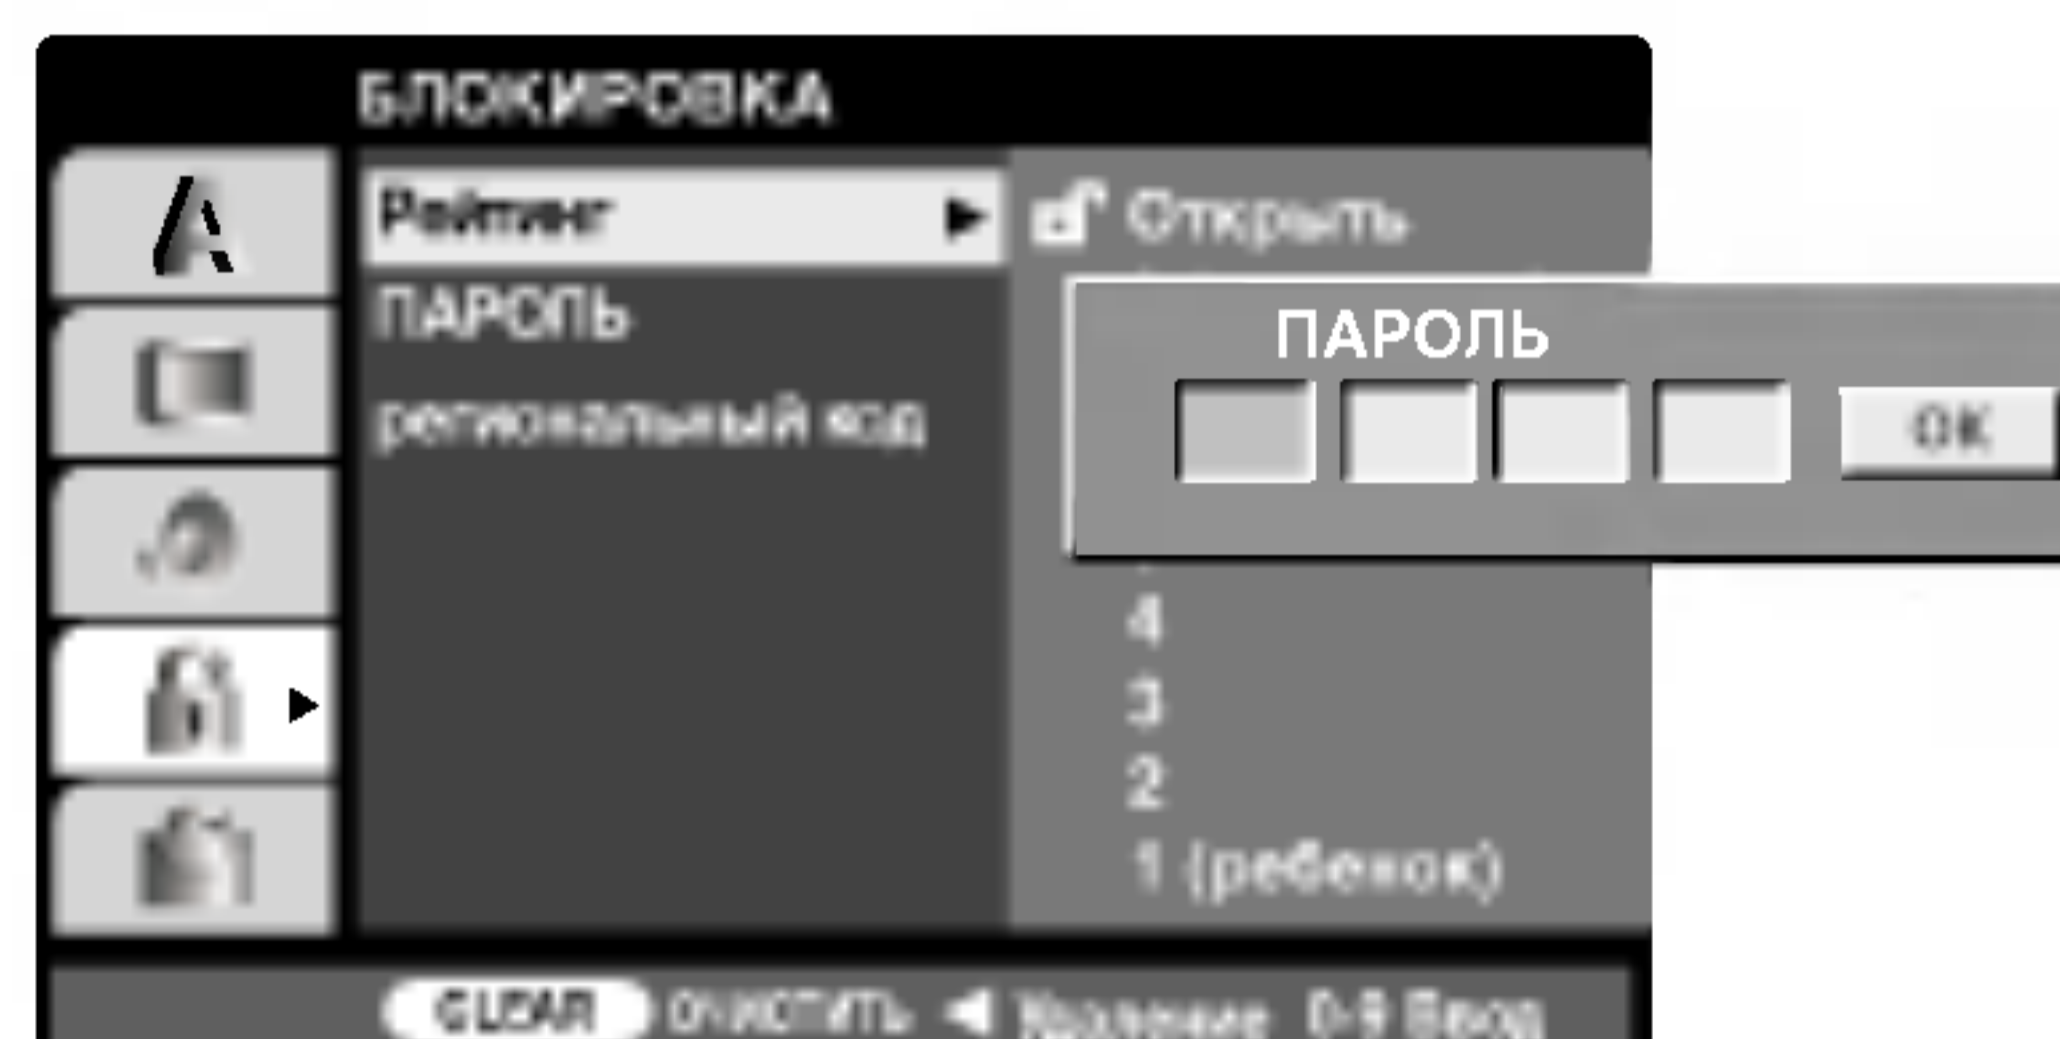 БЛОКИРОВКА
Рейтинг
Открыть
ПАРОЛЬ
региональный код
ПАРОЛЬ
OK
4
3
2
1 (ребенок)
CLEAR ОЧИСТИТЬ Удаление 0-9 Ввод